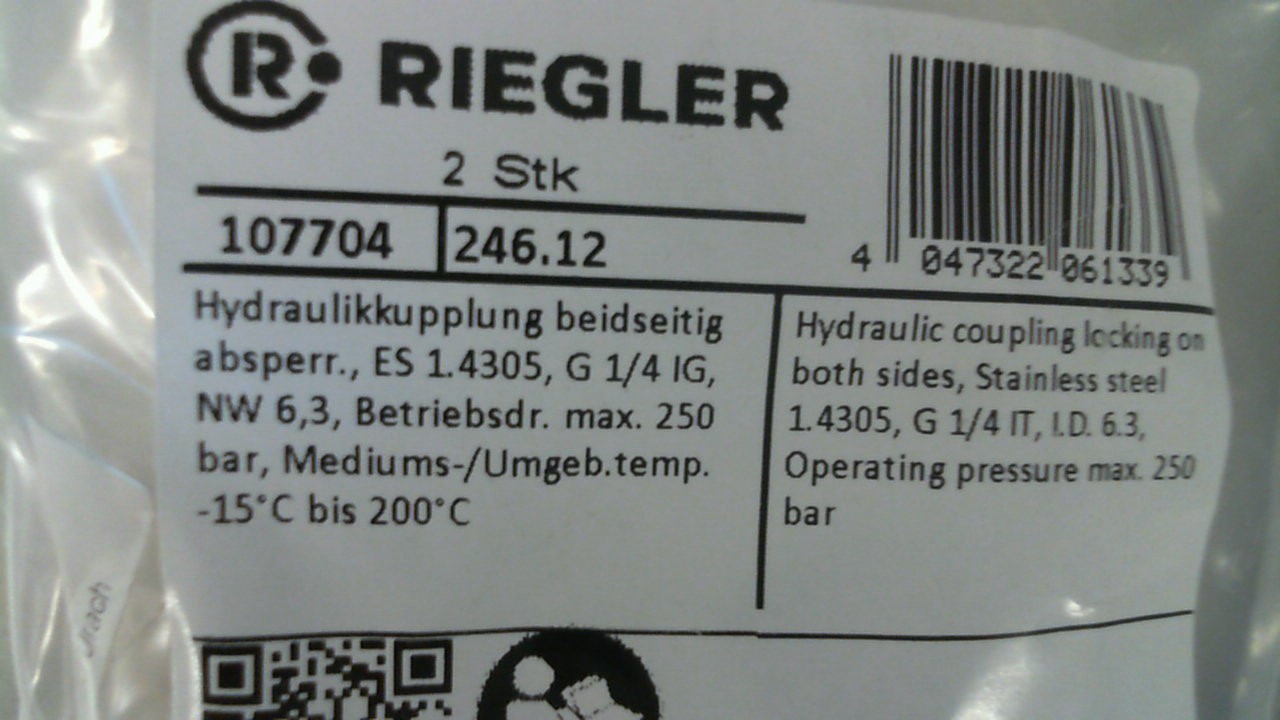 R
RIEGLER
2 Stk
107704
246.12
4 047322 061339
Hydraulikkupplung beidseitig
absperr., ES 1.4305, G 1/4 IG,
NW 6,3, Betriebsdr. max. 250
bar, Mediums-/Umgeb.temp.
-15°C bis 200°C
Hydraulic coupling locking on
both sides, Stainless steel
1.4305, G 1/4 IT, I.D. 6.3,
Operating pressure max. 250
bar